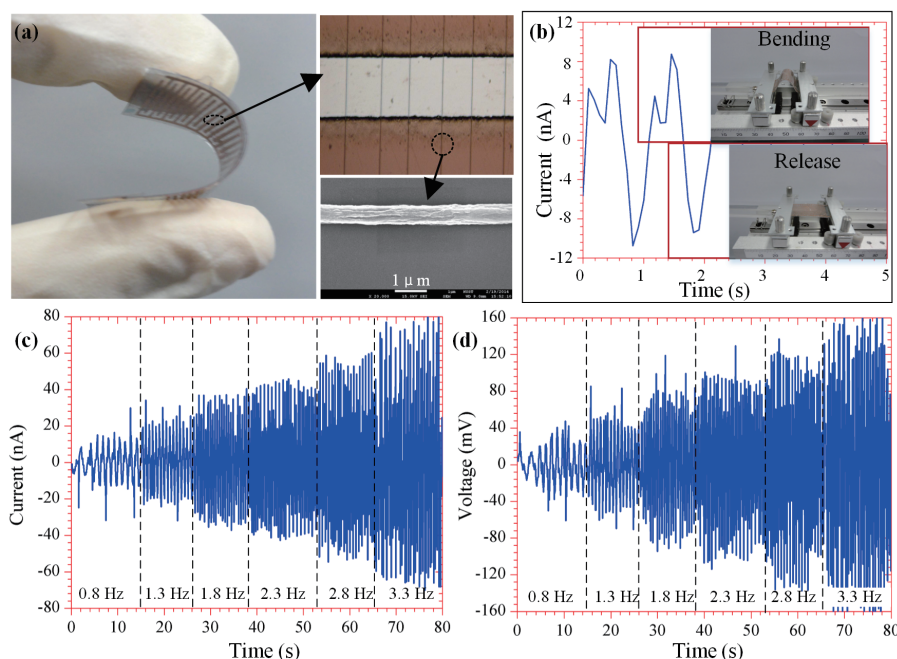 (a)
1 μ m
(b)
Bending
Release
12
8
4
0
-4
-8
-12
Current (nA)
0 1 2 3 4 5
Time (s)
(c)
80
60
40
20
0
-20
-40
-60
-80
Current (nA)
0.8 Hz 1.3 Hz 1.8 Hz 2.3 Hz 2.8 Hz 3.3 Hz
0 10 20 30 40 50 60 70 80
Time (s)
(d)
160
120
80
40
0
-40
-80
-120
-160
Voltage (mV)
0.8 Hz 1.3 Hz 1.8 Hz 2.3 Hz 2.8 Hz 3.3 Hz
0 10 20 30 40 50 60 70 80
Time (s)